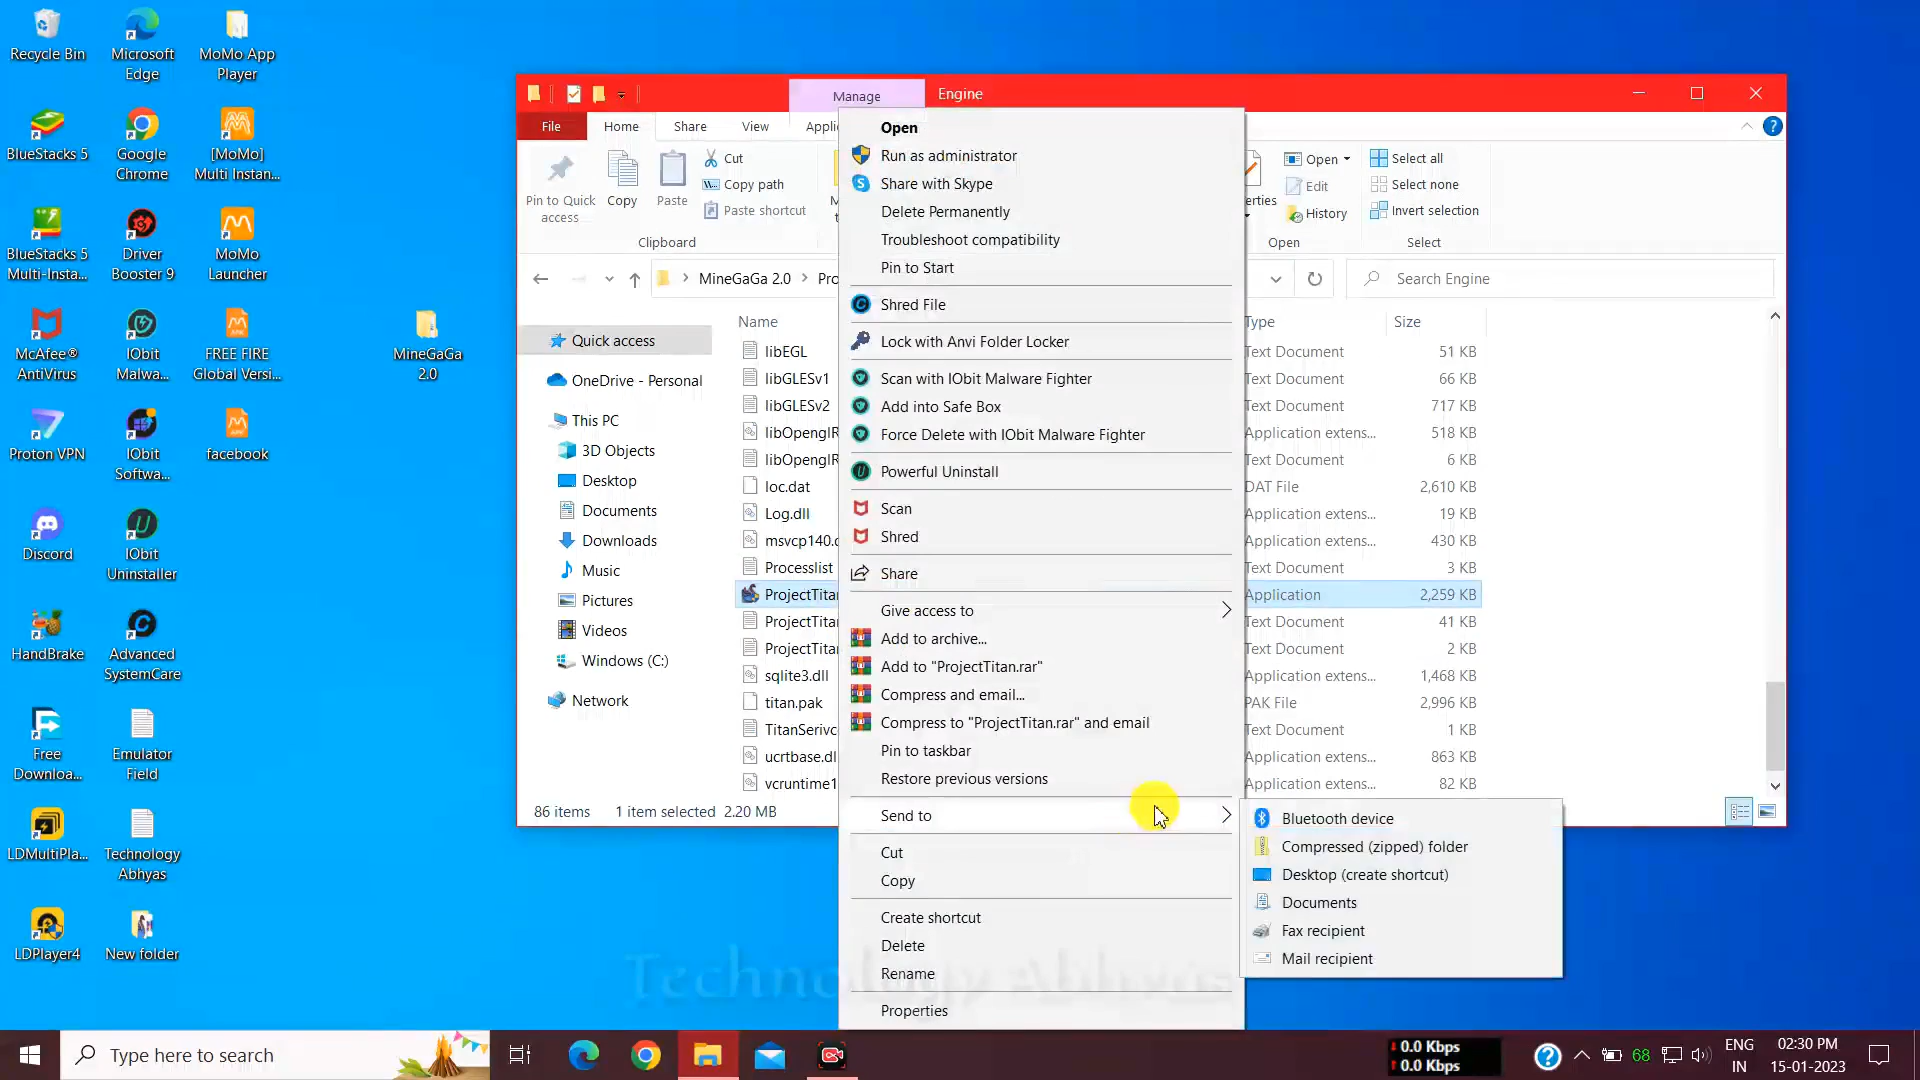 Recycle Bin
Microsoft
Edge
MoMo App
Player
BlueStacks 5
Google
Chrome
[MoMo]
Multi Instan...
BlueStacks 5
Multi-Insta...
Driver
Booster 9
MoMo
Launcher
McAfee®
AntiVirus
IObit
Malwa...
FREE FIRE
Global Versi...
MineGaGa
2.0
Proton VPN
IObit
Softwa...
facebook
Discord
IObit
Uninstaller
HandBrake
Advanced
SystemCare
Free
Downloa...
Emulator
Field
LDMultiPla...
Technology
Abhyas
LDPlayer4
New folder
Manage
Engine
File
Home
Share
View
Appli
Pin to Quick
access
Copy
Paste
Cut
Copy path
Paste shortcut
Clipboard
erties
Open
Edit
History
Open
Select all
Select none
Invert selection
Select
MineGaGa 2.0
Pro
Search Engine
Quick access
OneDrive - Personal
This PC
3D Objects
Desktop
Documents
Downloads
Music
Pictures
Videos
Windows (C:)
Network
Name
Type
Size
libEGL
Text Document 51 KB
libGLESv1
Text Document 66 KB
libGLESv2
Text Document 717 KB
libOpenglR
Application extens... 518 KB
libOpenglR
Text Document 6 KB
loc.dat
DAT File 2,610 KB
Log.dll
Application extens... 19 KB
msvcp140.d
Application extens... 430 KB
Processlist
Text Document 3 KB
ProjectTitan
Application 2,259 KB
ProjectTitan
Text Document 41 KB
ProjectTitan
Text Document 2 KB
sqlite3.dll
Application extens... 1,468 KB
titan.pak
PAK File 2,996 KB
TitanSerivc
Text Document 1 KB
ucrtbase.dl
Application extens... 863 KB
vcruntime1
Application extens... 82 KB
86 items
1 item selected 2.20 MB
Open
Run as administrator
Share with Skype
Delete Permanently
Troubleshoot compatibility
Pin to Start
Shred File
Lock with Anvi Folder Locker
Scan with IObit Malware Fighter
Add into Safe Box
Force Delete with IObit Malware Fighter
Powerful Uninstall
Scan
Shred
Share
Give access to
Add to archive...
Add to "ProjectTitan.rar"
Compress and email...
Compress to "ProjectTitan.rar" and email
Pin to taskbar
Restore previous versions
Send to
Cut
Copy
Create shortcut
Delete
Rename
Properties
Bluetooth device
Compressed (zipped) folder
Desktop (create shortcut)
Documents
Fax recipient
Mail recipient
Technology Abhyas
Type here to search
0.0 Kbps
0.0 Kbps
68
ENG
IN
02:30 PM
15-01-2023